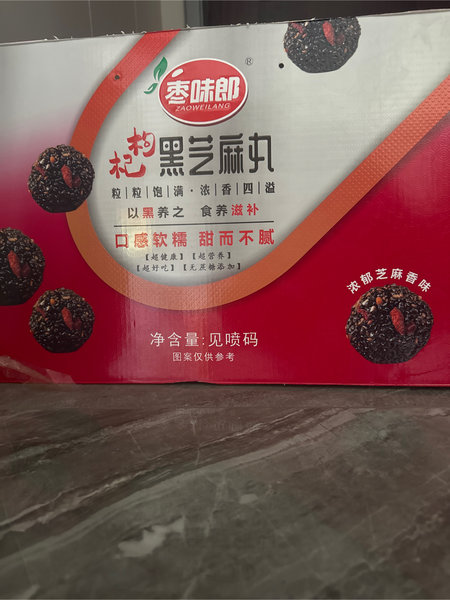 枣味郎
®
ZAOWEILANG
枸杞
黑芝麻丸
粒粒饱满·浓香四溢
以黑养之 食养滋补
口感软糯 甜而不腻
【超健康】【超营养】
【超好吃】【无蔗糖添加】
浓郁芝麻香味
净含量:见喷码
图案仅供参考